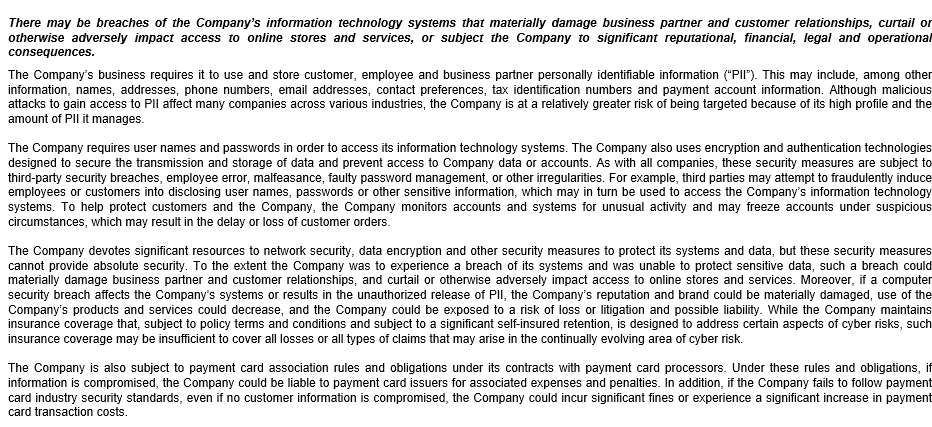 There may be breaches of the Company's information technology systems that materially damage business partner and customer relationships, curtail or
otherwise adversely impact access to online stores and services, or subject the Company to significant reputational, financial, legal and operational
consequences.
The Company's business requires it to use and store customer, employee and business partner personally identifiable information ("PII"). This may include, among other
information, names, addresses, phone numbers, email addresses, contact preferences, tax identification numbers and payment account information. Although malicious
attacks to gain access to PII affect many companies across various industries, the Company is at a relatively greater risk of being targeted because of its high profile and the
amount of PII it manages.
The Company requires user names and passwords in order to access its information technology systems. The Company also uses encryption and authentication technologies
designed to secure the transmission and storage of data and prevent access to Company data or accounts. As with all companies, these security measures are subject to
third-party security breaches, employee error, malfeasance, faulty password management, or other irregularities. For example, third parties may attempt to fraudulently induce
employees or customers into disclosing user names, passwords or other sensitive information, which may in turn be used to access the Company's information technology
systems. To help protect customers and the Company, the Company monitors accounts and systems for unusual activity and may freeze accounts under suspicious
circumstances, which may result in the delay or loss of customer orders.
The Company devotes significant resources to network security, data encryption and other security measures to protect its systems and data, but these security measures
cannot provide absolute security. To the extent the Company was to experience a breach of its systems and was unable to protect sensitive data, such a breach could
materially damage business partner and customer relationships, and curtail or otherwise adversely impact access to online stores and services. Moreover, if a computer
security breach affects the Company's systems or results in the unauthorized release of PII, the Company's reputation and brand could be materially damaged, use of the
Company's products and services could decrease, and the Company could be exposed to a risk of loss or litigation and possible liability. While the Company maintains
insurance coverage that, subject to policy terms and conditions and subject to a significant self-insured retention, is designed to address certain aspects of cyber risks, such
insurance coverage may be insufficient to cover all losses or all types of claims that may arise in the continually evolving area of cyber risk.
The Company is also subject to payment card association rules and obligations under its contracts with payment card processors. Under these rules and obligations, if
information is compromised, the Company could be liable to payment card issuers for associated expenses and penalties. In addition, if the Company fails to follow payment
card industry security standards, even if no customer information is compromised, the Company could incur significant fines or experience a significant increase in payment
card transaction costs.